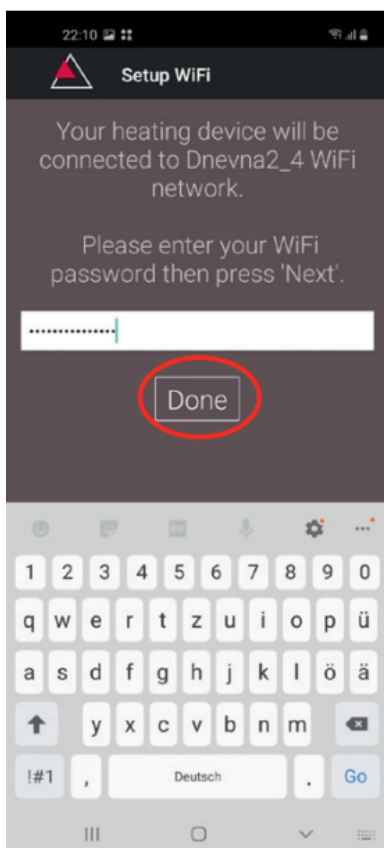 22:10
Setup WiFi
Your heating device will be
connected to Dnevna2_4 WiFi
network.
Please enter your WiFi
password then press 'Next'.
•••••••••••••••
Done
1 2 3 4 5 6 7 8 9 0
q w e r t z u i o p ü
a s d f g h j k l ö ä
y x c v b n m
!#1 , Deutsch . Go